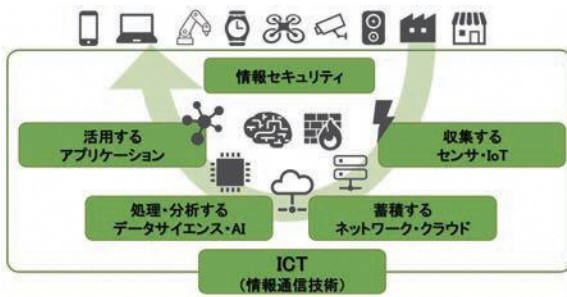 情報セキュリティ
活用する
アプリケーション
収集する
センサ・IoT
処理・分析する
データサイエンス・AI
蓄積する
ネットワーク・クラウド
ICT
(情報通信技術)